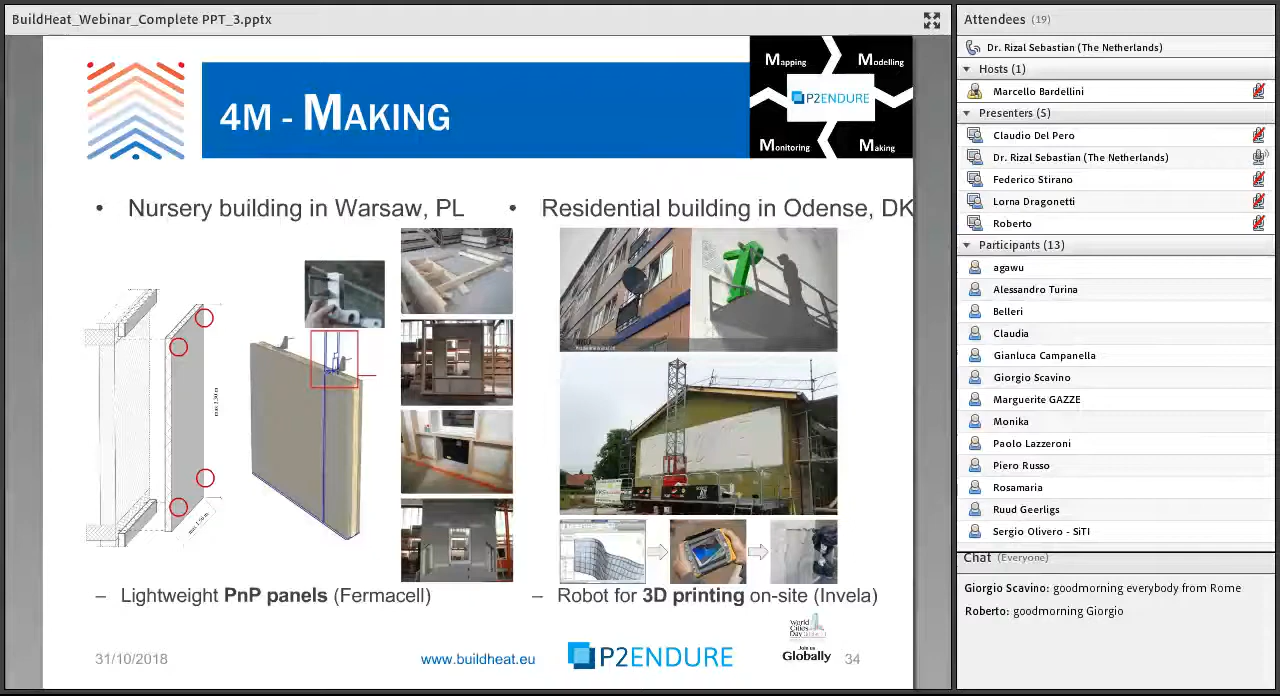 BuildHeat_Webinar_Complete PPT_3.pptx
4M - MAKING
Mapping
Modelling
P2ENDURE
Monitoring
Making
• Nursery building in Warsaw, PL
• Residential building in Odense, DK
– Lightweight PnP panels (Fermacell)
– Robot for 3D printing on-site (Invela)
31/10/2018
www.buildheat.eu
P2ENDURE
World
Cities
Day
Join us
Globally
34
Attendees (19)
Dr. Rizal Sebastian (The Netherlands)
Hosts (1)
Marcello Bardellini
Presenters (5)
Claudio Del Pero
Dr. Rizal Sebastian (The Netherlands)
Federico Stirano
Lorna Dragonetti
Roberto
Participants (13)
agawu
Alessandro Turina
Belleri
Claudia
Gianluca Campanella
Giorgio Scavino
Marguerite GAZZE
Monika
Paolo Lazzeroni
Piero Russo
Rosamaria
Ruud Geerligs
Sergio Olivero - SiTI
Chat (Everyone)
Giorgio Scavino: goodmorning everybody from Rome
Roberto: goodmorning Giorgio